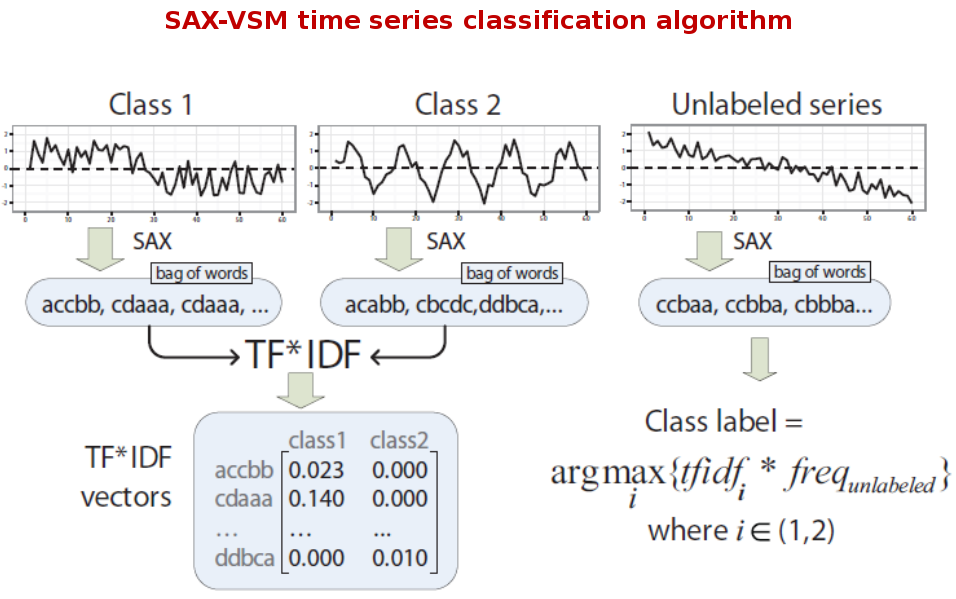 SAX-VSM time series classification algorithm
Class 1
Class 2
Unlabeled series
2
1
0
-1
-2
0
10
20
30
40
50
60
2
1
0
-1
-2
0
10
20
30
40
50
60
2
1
0
-1
-2
0
10
20
30
40
50
60
SAX
SAX
SAX
bag of words
bag of words
bag of words
accbb, cdaaa, cdaaa, ...
acabb, cbcdc,ddbca,...
ccbaa, ccbba, cbbba...
TF*IDF
TF*IDF
vectors
class1 class2
accbb 0.023 0.000
cdaaa 0.140 0.000
... ... ...
ddbca 0.000 0.010
Class label =
arg max{tfidf_i * freq_unlabeled}
i
where i ∈ (1,2)